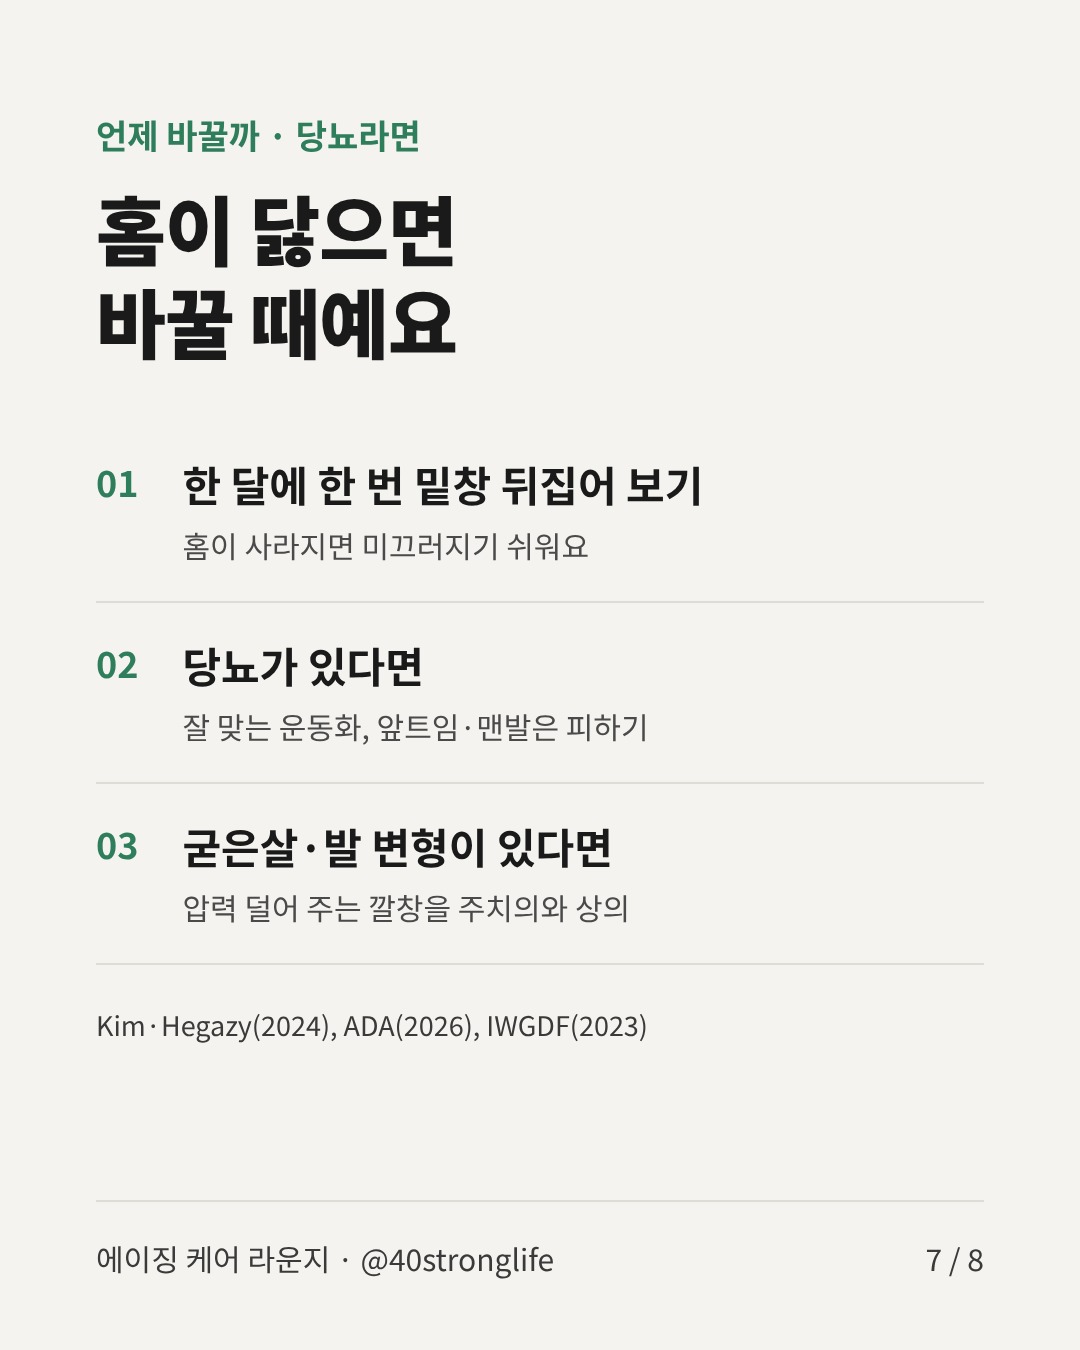 언제 바꿀까 · 당뇨라면
홈이 닳으면
바꿀 때예요
01 한 달에 한 번 밑창 뒤집어 보기
홈이 사라지면 미끄러지기 쉬워요
02 당뇨가 있다면
잘 맞는 운동화, 앞트임·맨발은 피하기
03 굳은살·발 변형이 있다면
압력 덜어 주는 깔창을 주치의와 상의
Kim·Hegazy(2024), ADA(2026), IWGDF(2023)
에이징 케어 라운지 · @40stronglife
7 / 8